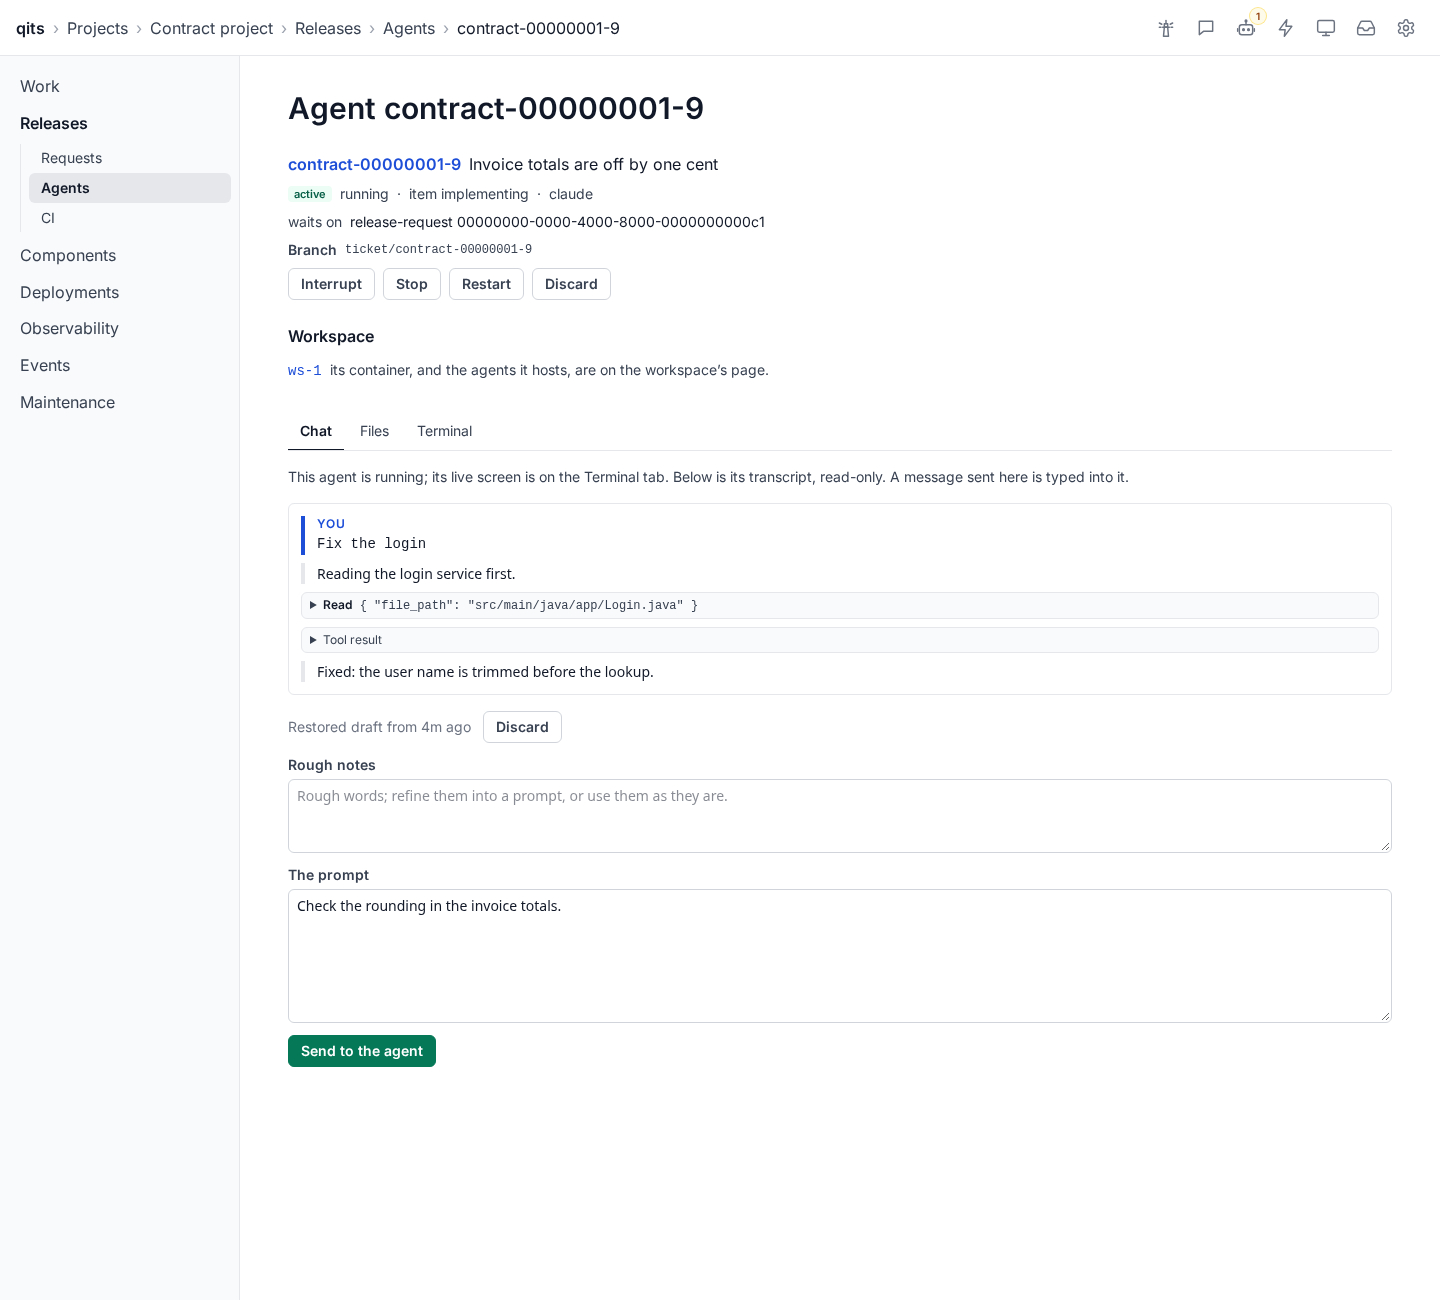 qits › Projects › Contract project › Releases › Agents › contract-00000001-9
1
Work
Releases
Requests
Agents
CI
Components
Deployments
Observability
Events
Maintenance
Agent contract-00000001-9
contract-00000001-9 Invoice totals are off by one cent
active running · item implementing · claude
waits on release-request 00000000-0000-4000-8000-0000000000c1
Branch ticket/contract-00000001-9
Interrupt Stop Restart Discard
Workspace
ws-1 its container, and the agents it hosts, are on the workspace’s page.
Chat Files Terminal
This agent is running; its live screen is on the Terminal tab. Below is its transcript, read-only. A message sent here is typed into it.
YOU
Fix the login
Reading the login service first.
Read { "file_path": "src/main/java/app/Login.java" }
Tool result
Fixed: the user name is trimmed before the lookup.
Restored draft from 4m ago Discard
Rough notes
Rough words; refine them into a prompt, or use them as they are.
The prompt
Check the rounding in the invoice totals.
Send to the agent